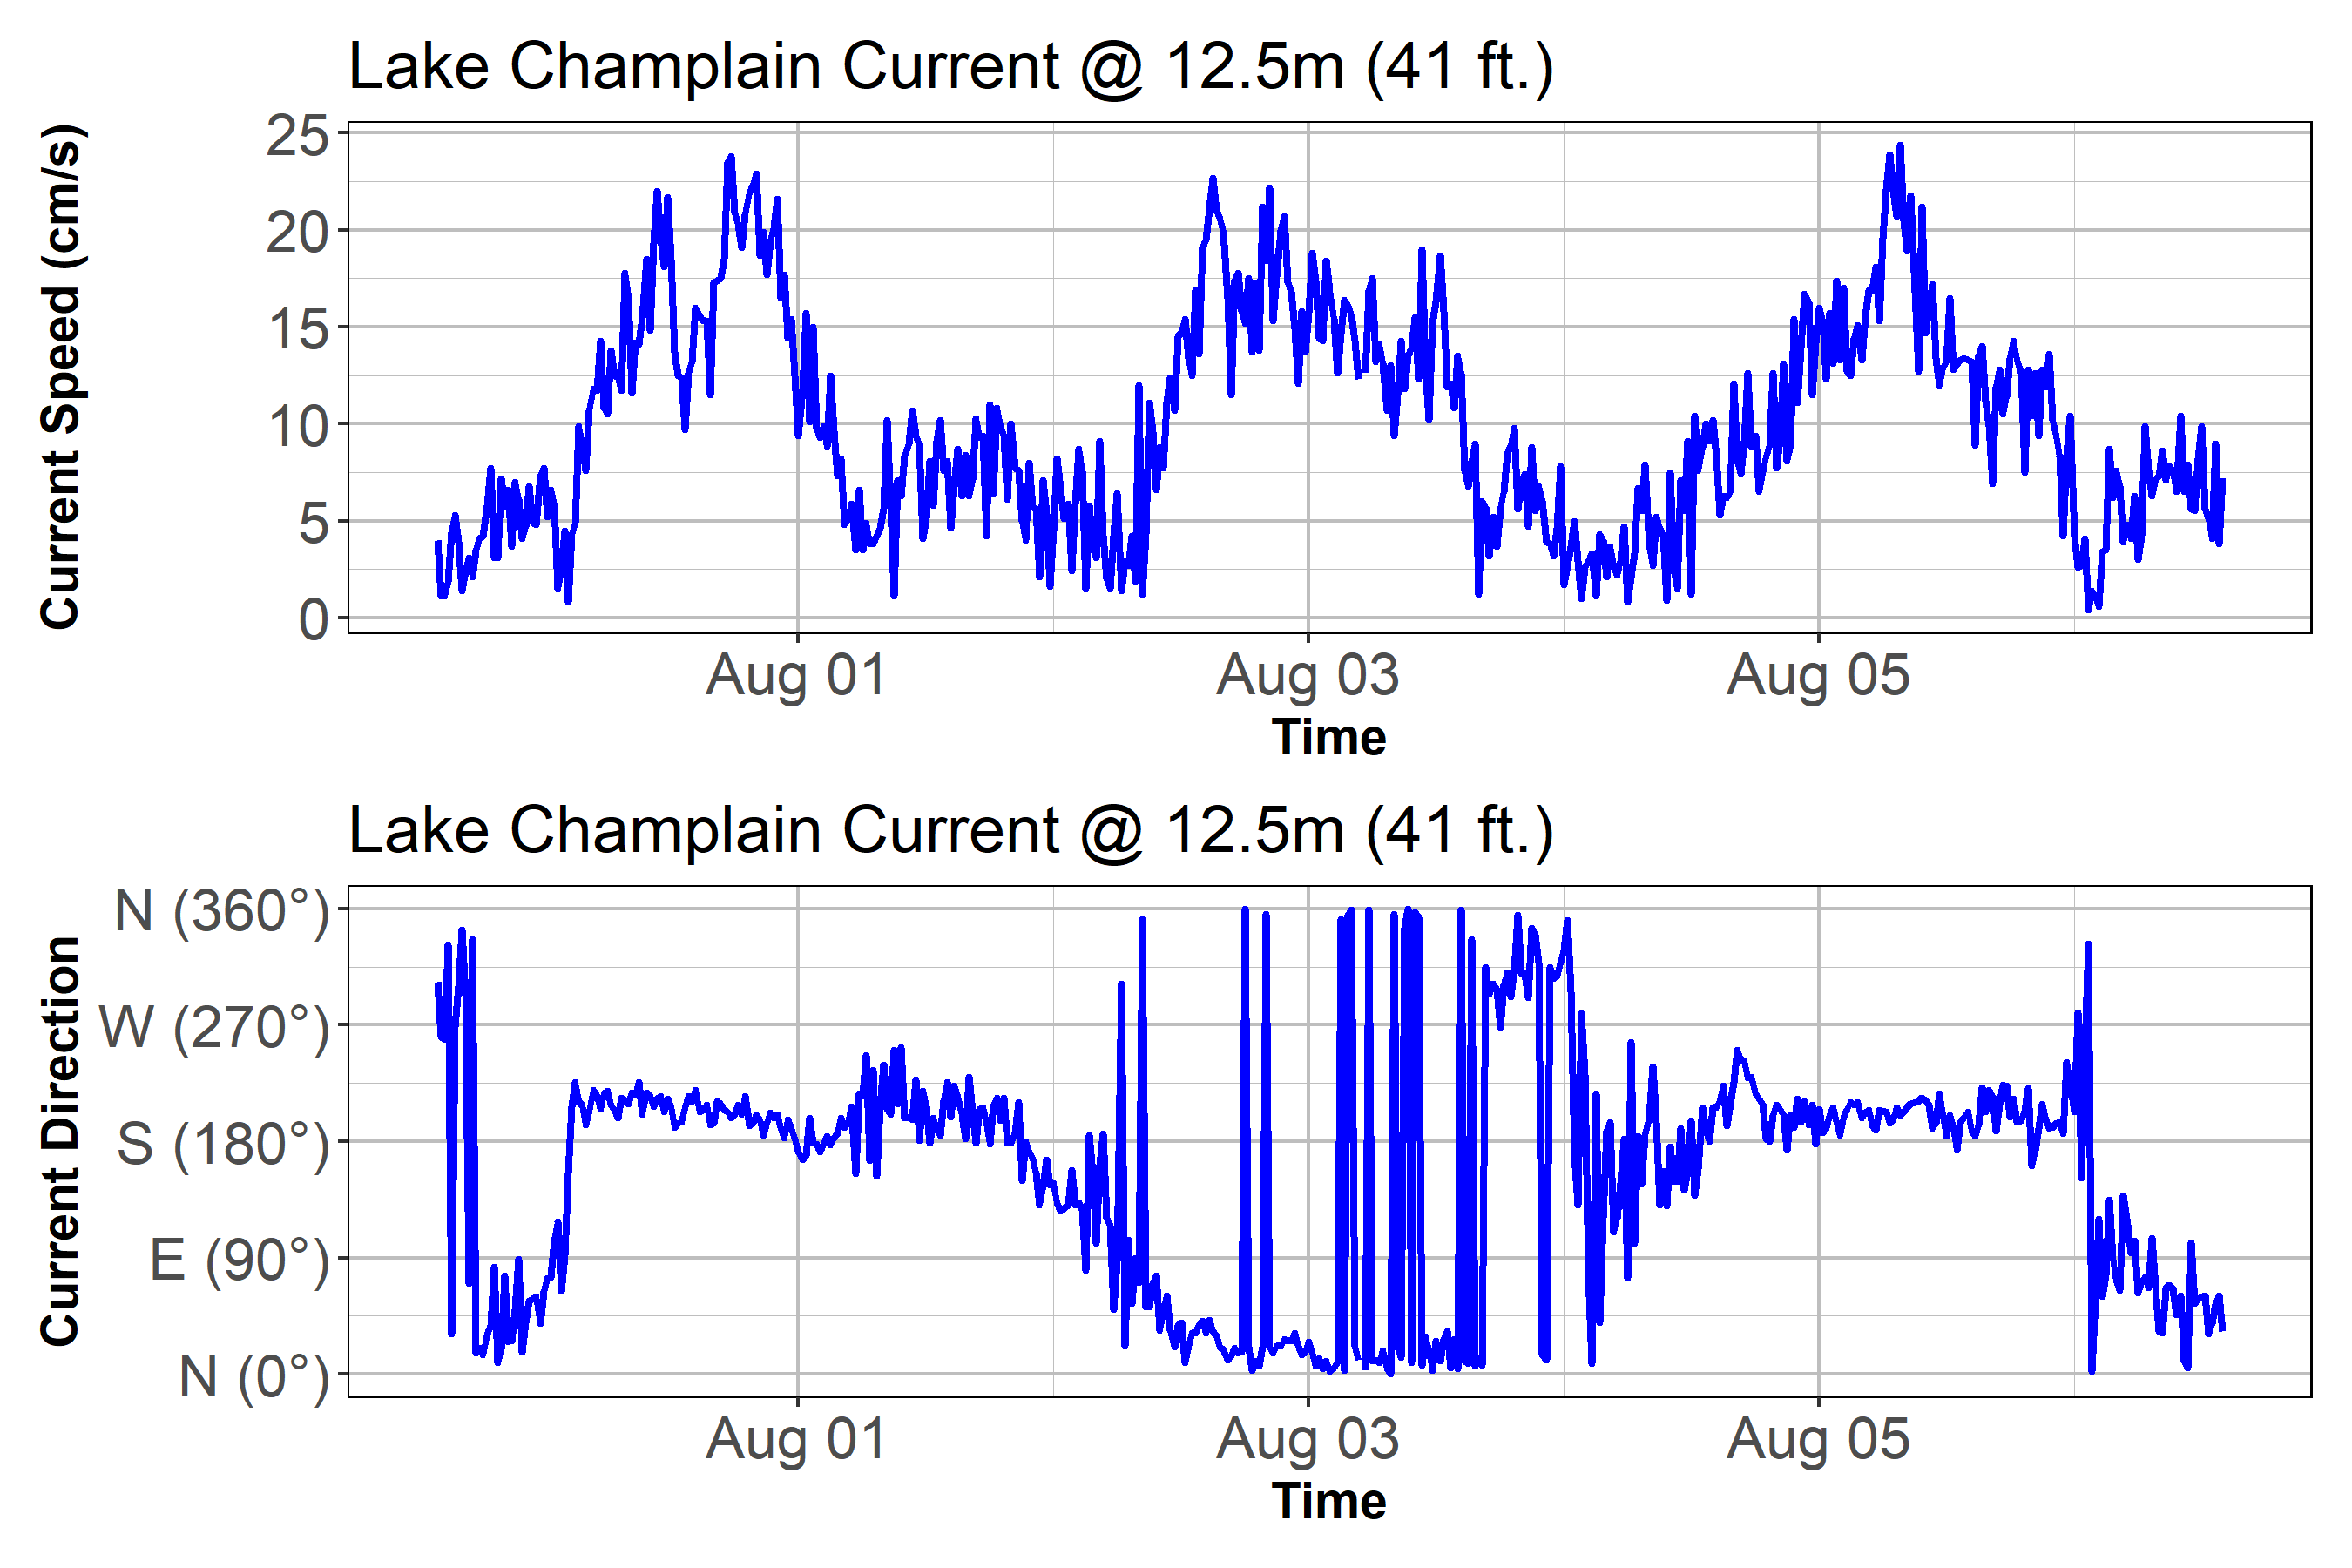 Lake Champlain Current @ 12.5m (41 ft.)
Current Speed (cm/s)
25
20
15
10
5
0
Aug 01 Aug 03 Aug 05
Time
Lake Champlain Current @ 12.5m (41 ft.)
Current Direction
N (360°)
W (270°)
S (180°)
E (90°)
N (0°)
Aug 01 Aug 03 Aug 05
Time